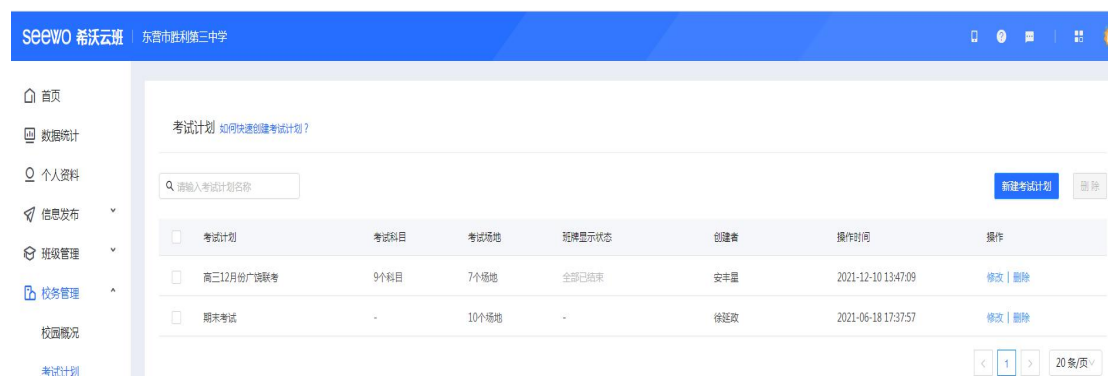 seewo 希沃云班 东营市胜利第三中学
首页
数据统计
个人资料
信息发布
班级管理
校务管理
校园概况
考试计划
考试计划 如何快速创建考试计划？
请输入考试计划名称
新建考试计划 删除
考试计划 考试科目 考试场地 班牌显示状态 创建者 操作时间 操作
高三12月份广饶联考 9个科目 7个场地 全部已结束 安丰星 2021-12-10 13:47:09 修改 | 删除
期末考试 - 10个场地 - 徐延政 2021-06-18 17:37:57 修改 | 删除
< 1 > 20 条/页